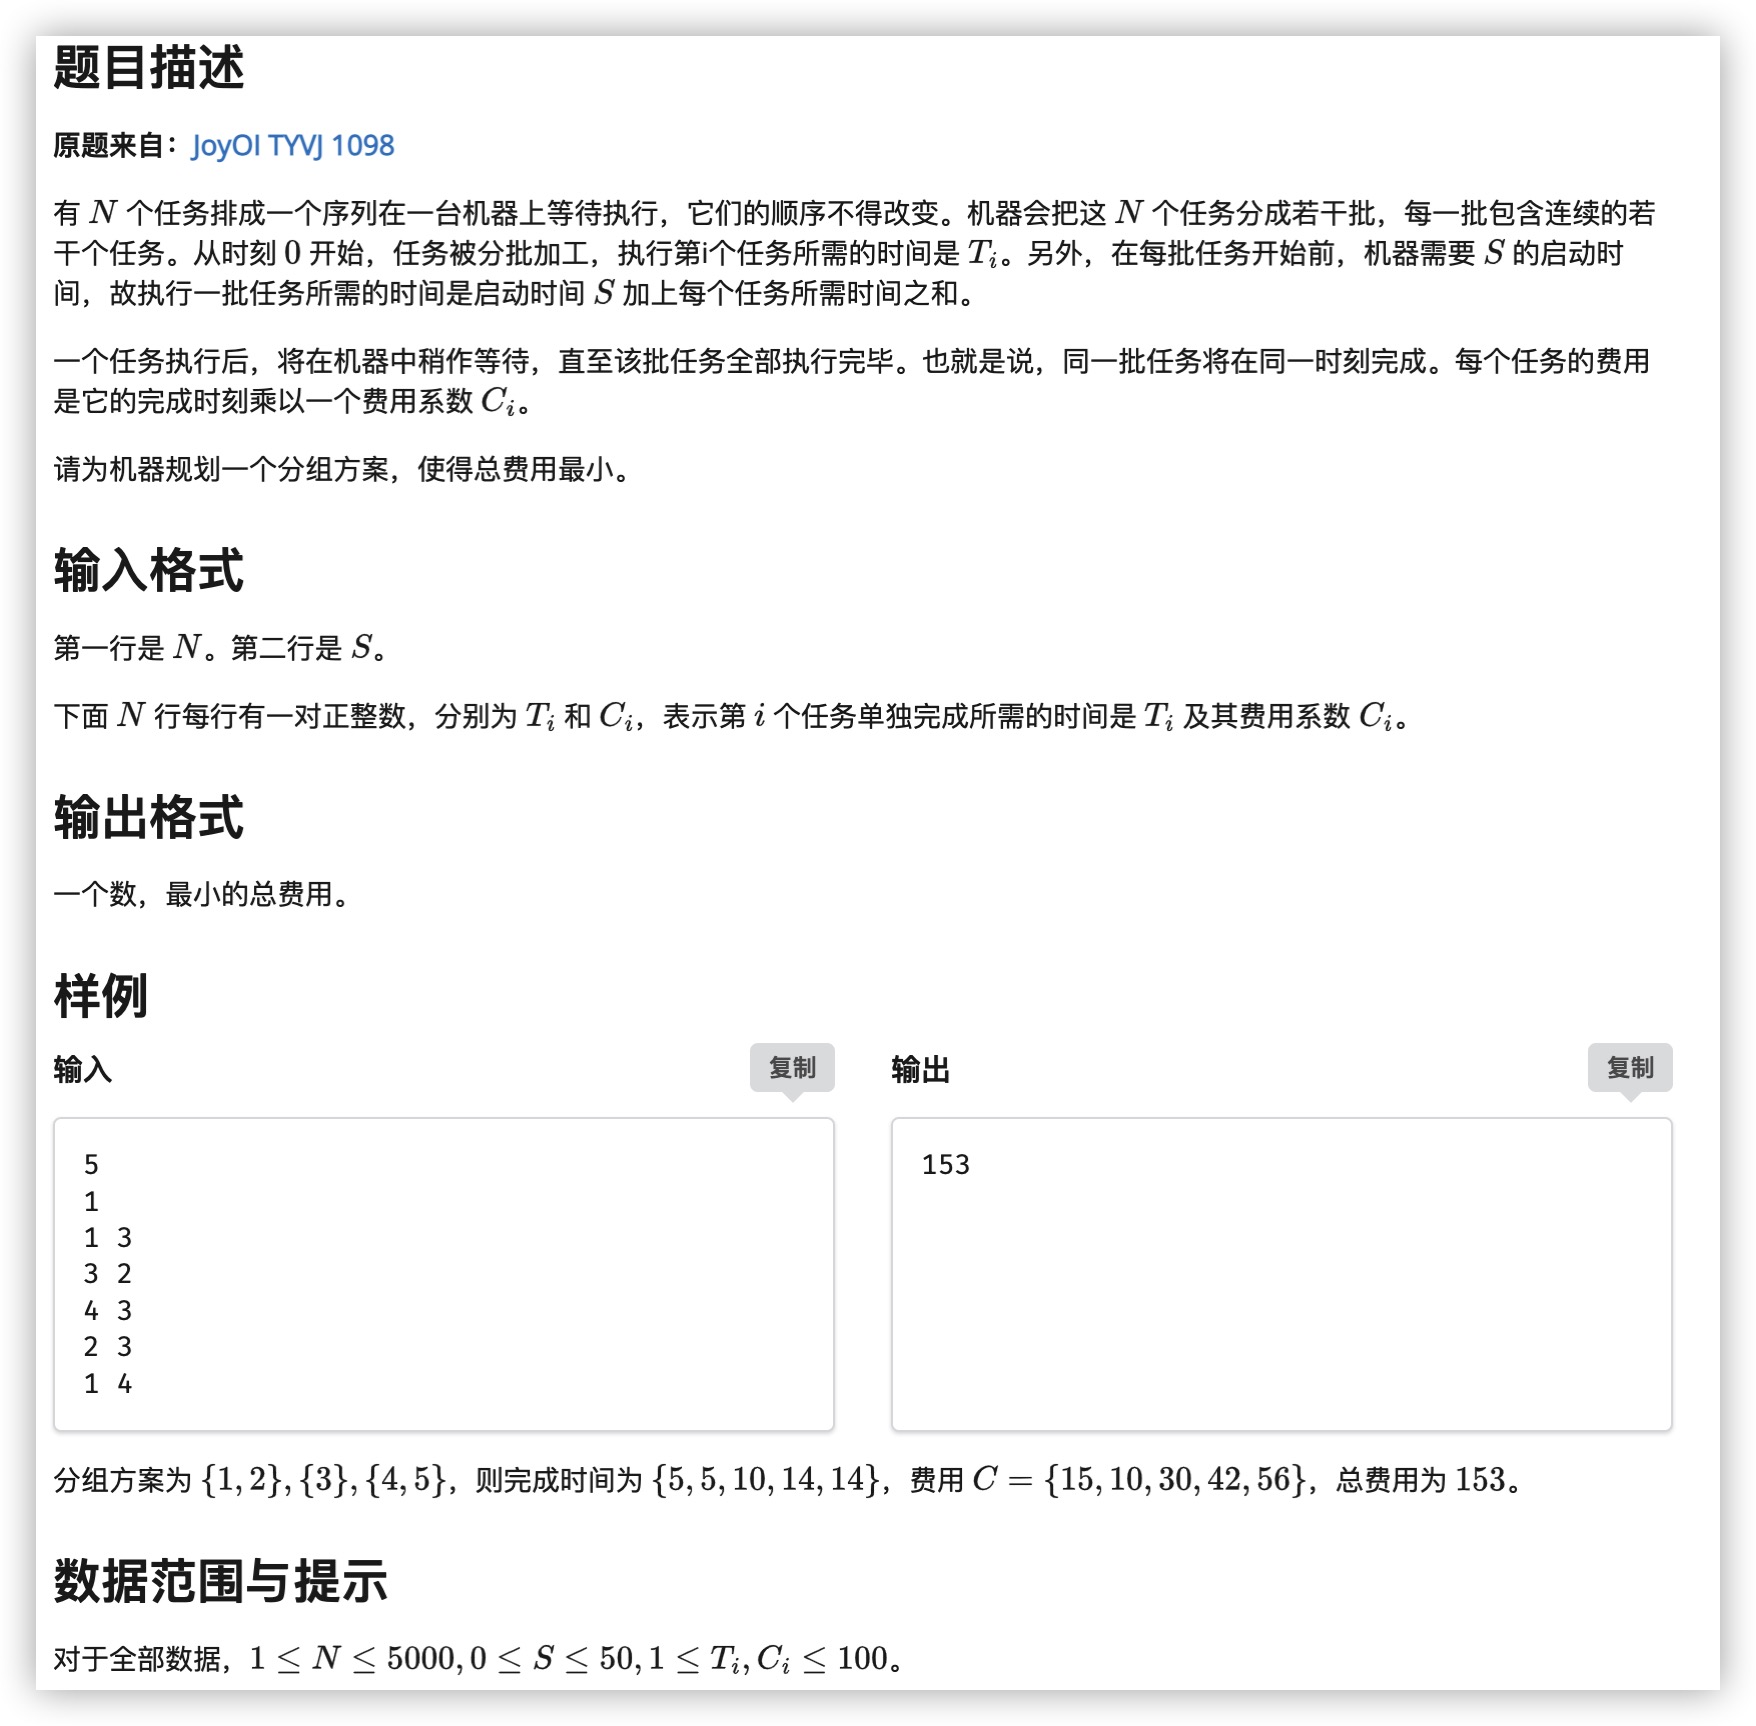 题目描述
原题来自：JoyOI TYVJ 1098
有 N 个任务排成一个序列在一台机器上等待执行，它们的顺序不得改变。机器会把这 N 个任务分成若干批，每一批包含连续的若
干个任务。从时刻 0 开始，任务被分批加工，执行第i个任务所需的时间是 T_i。另外，在每批任务开始前，机器需要 S 的启动时
间，故执行一批任务所需的时间是启动时间 S 加上每个任务所需时间之和。
一个任务执行后，将在机器中稍作等待，直至该批任务全部执行完毕。也就是说，同一批任务将在同一时刻完成。每个任务的费用
是它的完成时刻乘以一个费用系数 C_i。
请为机器规划一个分组方案，使得总费用最小。
输入格式
第一行是 N。第二行是 S。
下面 N 行每行有一对正整数，分别为 T_i 和 C_i，表示第 i 个任务单独完成所需的时间是 T_i 及其费用系数 C_i。
输出格式
一个数，最小的总费用。
样例
输入 复制 输出 复制
5 153
1
1 3
3 2
4 3
2 3
1 4
分组方案为 {1, 2}, {3}, {4, 5}，则完成时间为 {5, 5, 10, 14, 14}，费用 C = {15, 10, 30, 42, 56}，总费用为 153。
数据范围与提示
对于全部数据，1 ≤ N ≤ 5000, 0 ≤ S ≤ 50, 1 ≤ T_i, C_i ≤ 100。